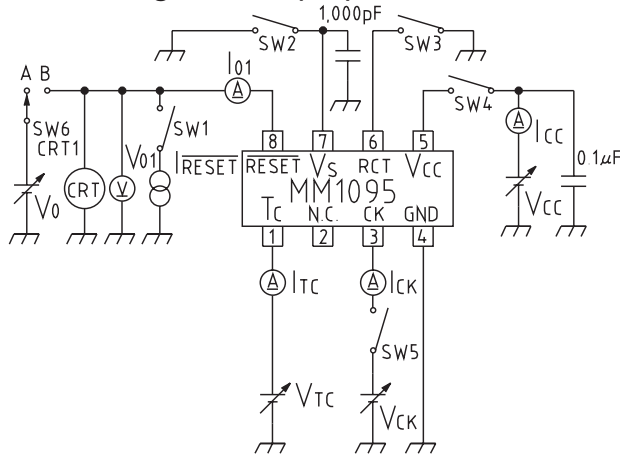 1,000pF
SW2
SW3
A B
I01
A
SW4
SW6
CRT1
SW1
A
ICC
CRT
V
V01
IRESET
8 7 6 5
RESET VS RCT VCC
MM1095
TC N.C. CK GND
1 2 3 4
0.1μF
V0
VCC
A
ITC
A
ICK
SW5
VTC
VCK